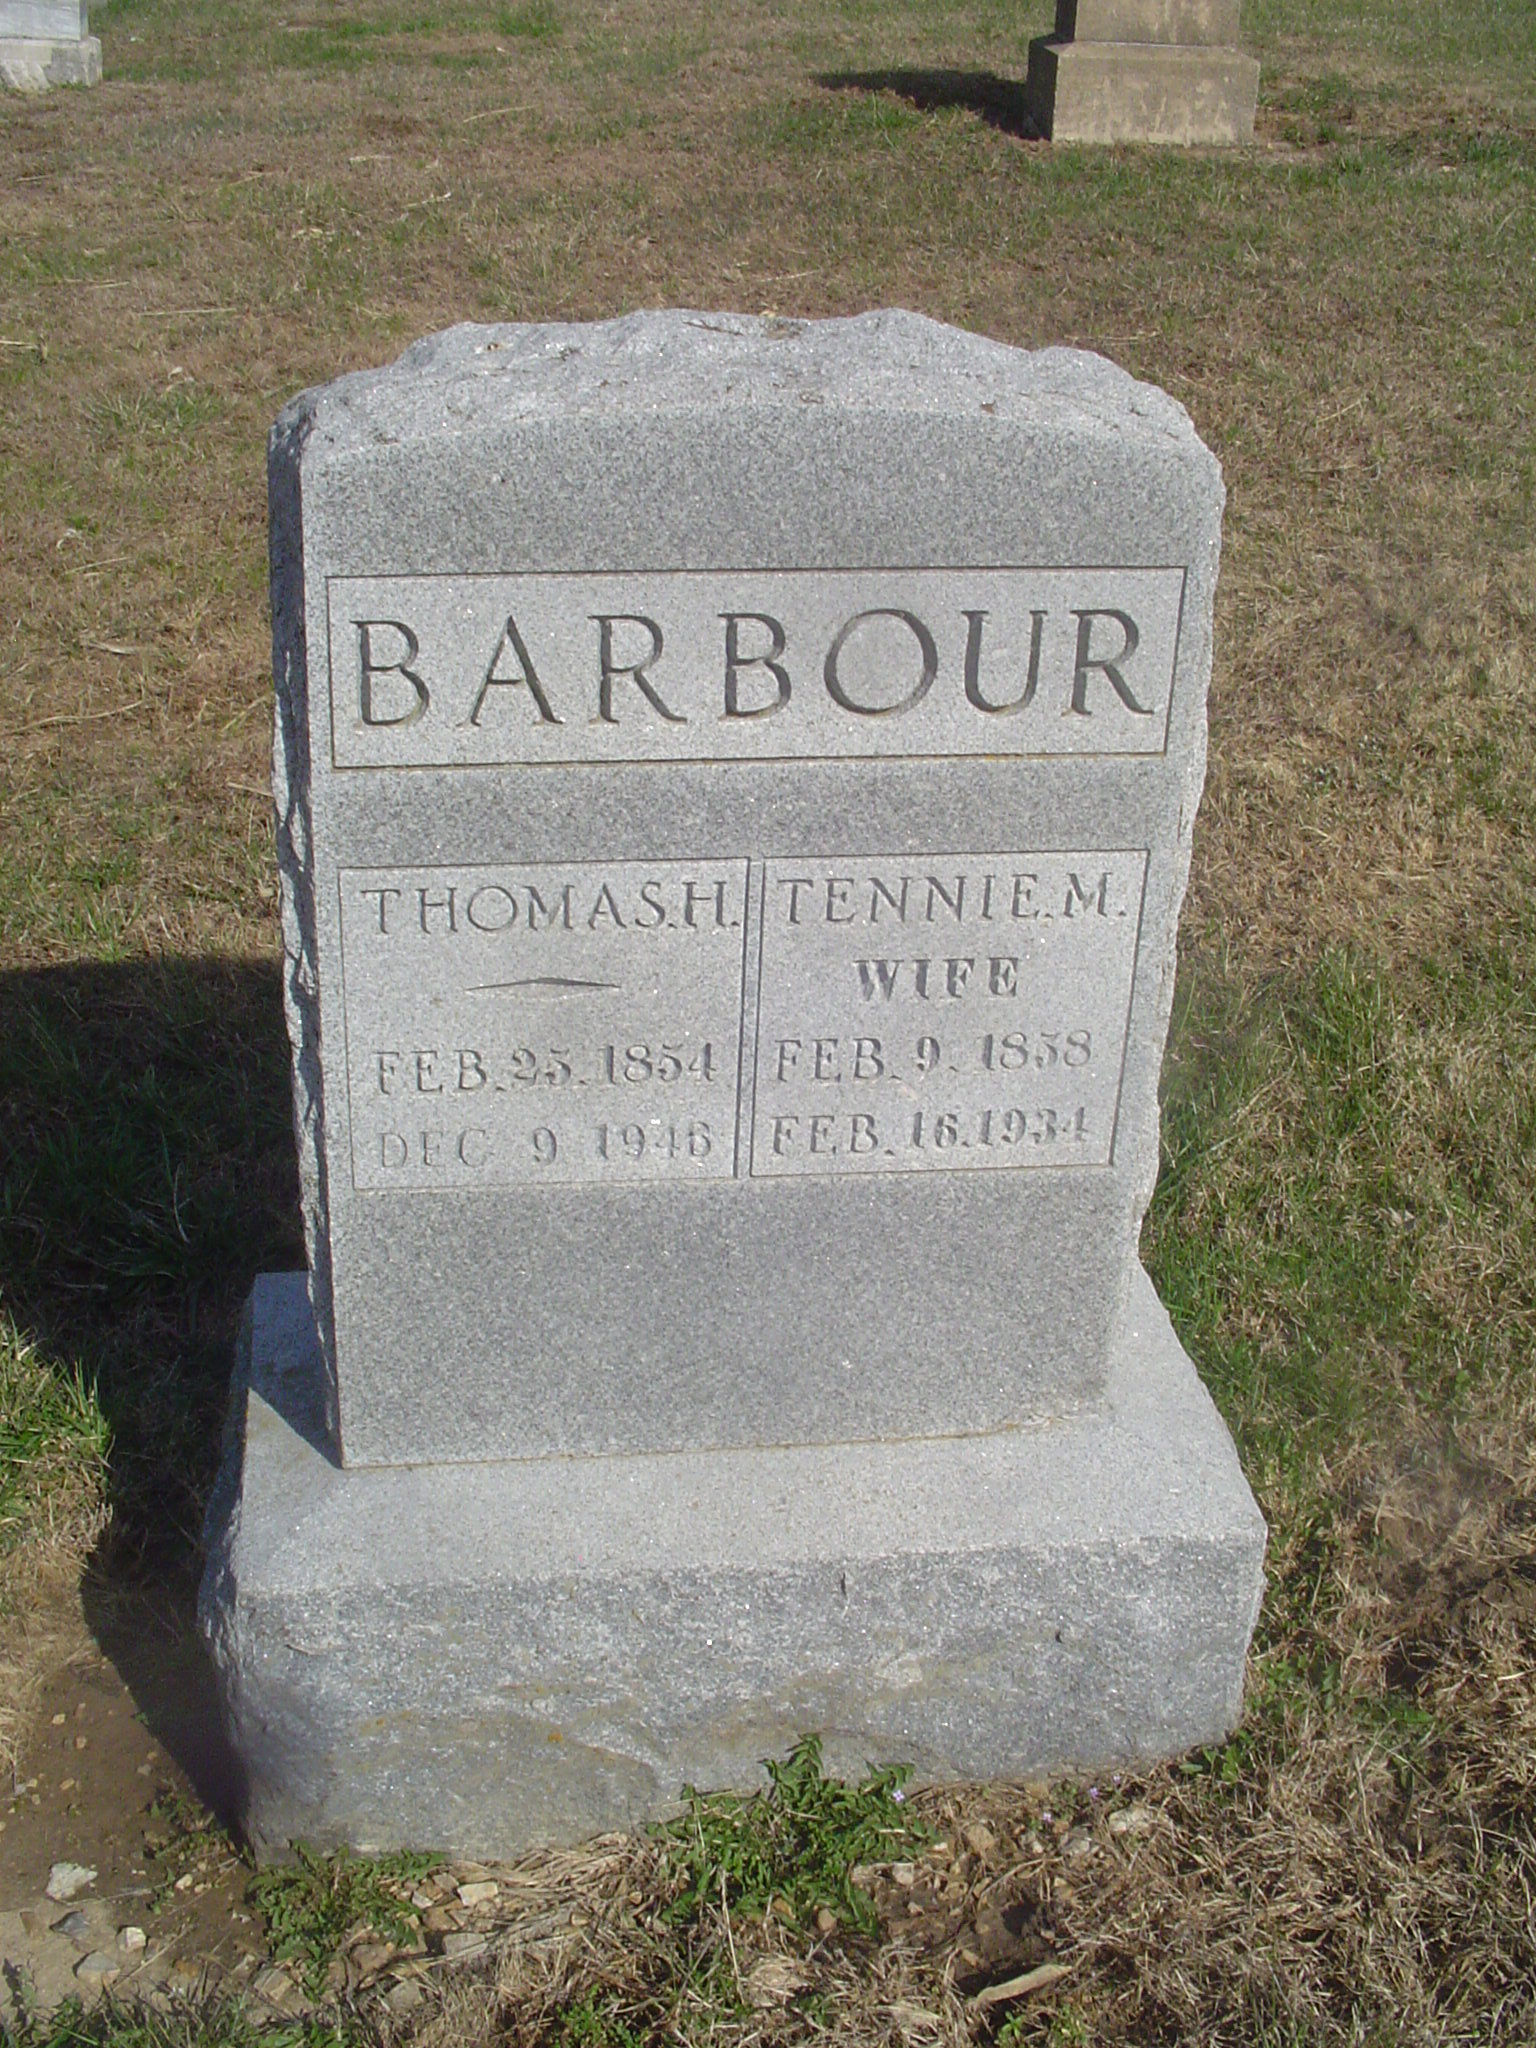 BARBOUR
THOMAS.H.
FEB.25.1854
DEC 9 1946
TENNIE.M.
WIFE
FEB.9.1858
FEB.16.1934